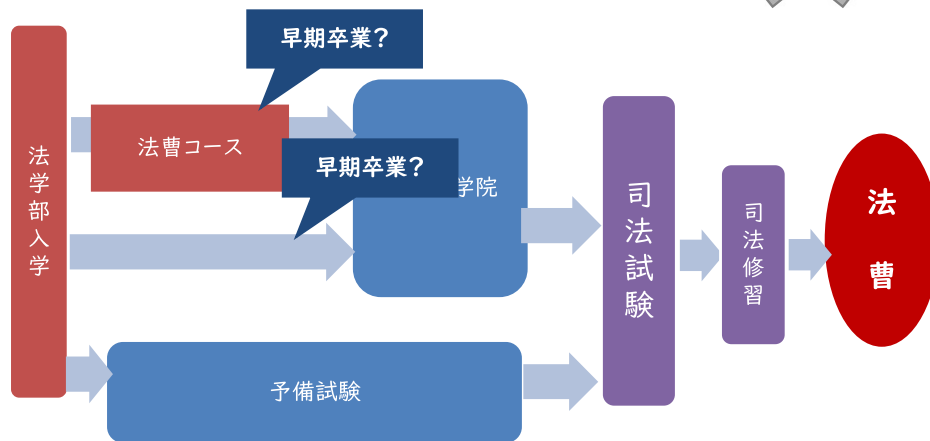 早期卒業?
法学部入学
法曹コース
早期卒業?
学院
司法試験
司法修習
法曹
予備試験